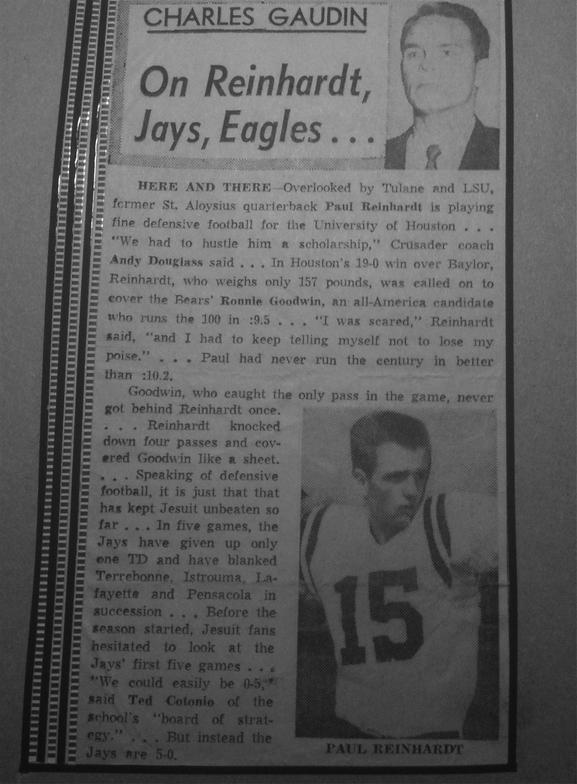 CHARLES GAUDIN
On Reinhardt,
Jays, Eagles . . .
HERE AND THERE—Overlooked by Tulane and LSU,
former St. Aloysius quarterback Paul Reinhardt is playing
fine defensive football for the University of Houston . . .
"We had to hustle him a scholarship," Crusader coach
Andy Douglass said . . . In Houston's 19-0 win over Baylor,
Reinhardt, who weighs only 157 pounds, was called on to
cover the Bears' Ronnie Goodwin, an all-America candidate
who runs the 100 in :9.5 . . . "I was scared," Reinhardt
said, "and I had to keep telling myself not to lose my
poise." . . . Paul had never run the century in better
than :10.2.
Goodwin, who caught the only pass in the game, never
got behind Reinhardt once.
. . . Reinhardt knocked
down four passes and cov-
ered Goodwin like a sheet.
. . . Speaking of defensive
football, it is just that that
has kept Jesuit unbeaten so
far . . . In five games, the
Jays have given up only
one TD and have blanked
Terrebonne, Istrouma, La-
fayette and Pensacola in
succession . . . Before the
season started, Jesuit fans
hesitated to look at the
Jays' first five games . . .
"We could easily be 0-5,"
said Ted Cotonio of the
school's "board of strat-
egy." . . . But instead the
Jays are 5-0.
15
PAUL REINHARDT